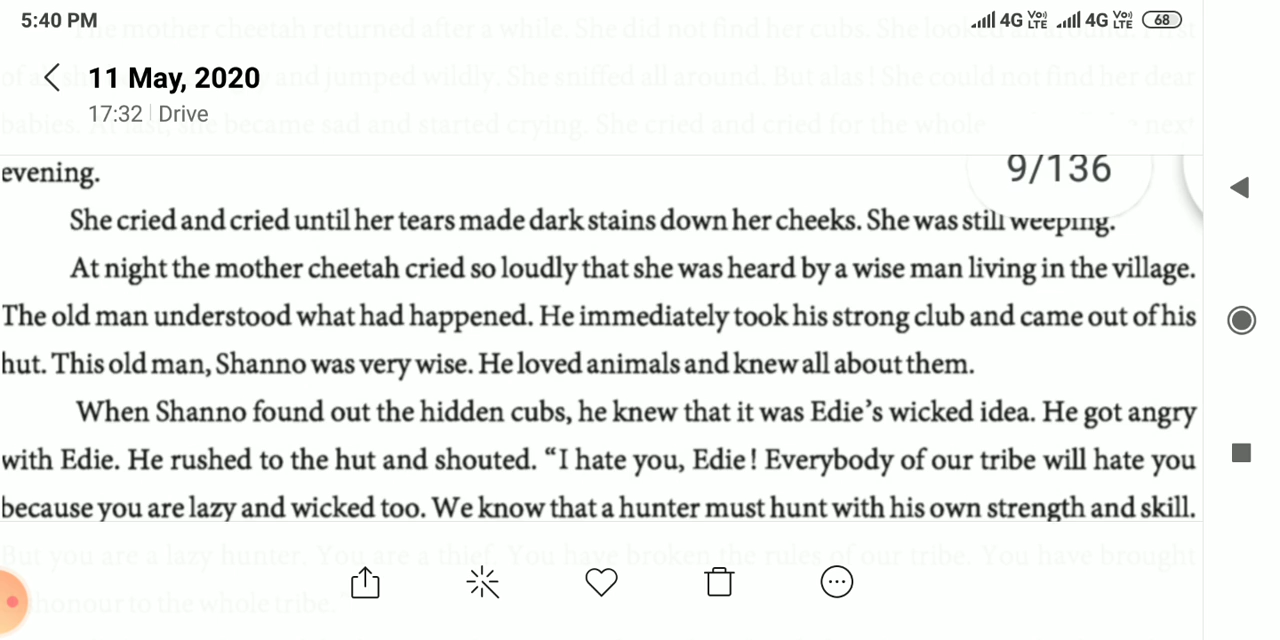 5:40 PM 4G Vo) LTE 4G Vo) LTE 68
The mother cheetah returned after a while. She did not find her cubs. She looked all around. First
11 May, 2020
of all she and jumped wildly. She sniffed all around. But alas! She could not find her dear
17:32 | Drive
babies. At last, she became sad and started crying. She cried and cried for the whole next
9/136
evening.
She cried and cried until her tears made dark stains down her cheeks. She was still weeping.
At night the mother cheetah cried so loudly that she was heard by a wise man living in the village.
The old man understood what had happened. He immediately took his strong club and came out of his
hut. This old man, Shanno was very wise. He loved animals and knew all about them.
When Shanno found out the hidden cubs, he knew that it was Edie’s wicked idea. He got angry
with Edie. He rushed to the hut and shouted. “I hate you, Edie! Everybody of our tribe will hate you
because you are lazy and wicked too. We know that a hunter must hunt with his own strength and skill.
But you are a lazy hunter. You are a thief. You have broken the rules of our tribe. You have brought
honour to the whole tribe.